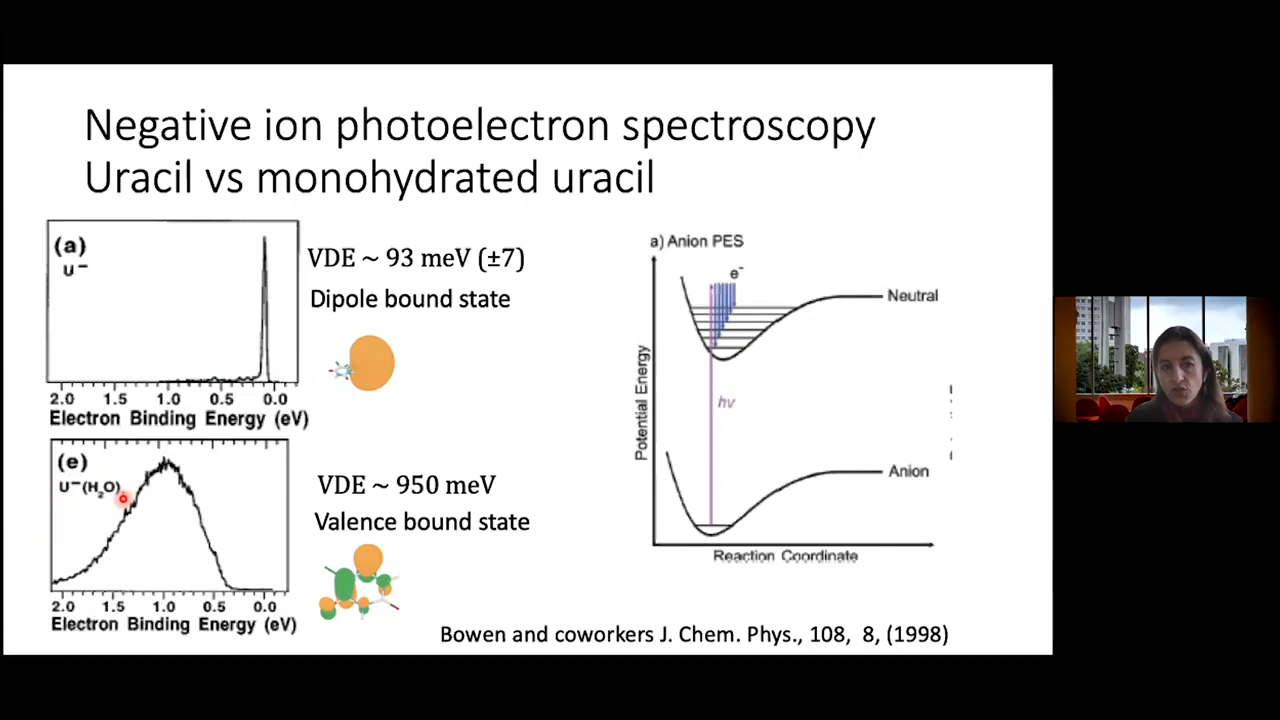 Negative ion photoelectron spectroscopy
Uracil vs monohydrated uracil
(a)
U⁻
2.0 1.5 1.0 0.5 0.0
Electron Binding Energy (eV)
VDE ~ 93 meV (±7)
Dipole bound state
(e)
U⁻(H₂O)
2.0 1.5 1.0 0.5 0.0
Electron Binding Energy (eV)
VDE ~ 950 meV
Valence bound state
a) Anion PES
e⁻
Neutral
hv
Potential Energy
Anion
Reaction Coordinate
Bowen and coworkers J. Chem. Phys., 108, 8, (1998)